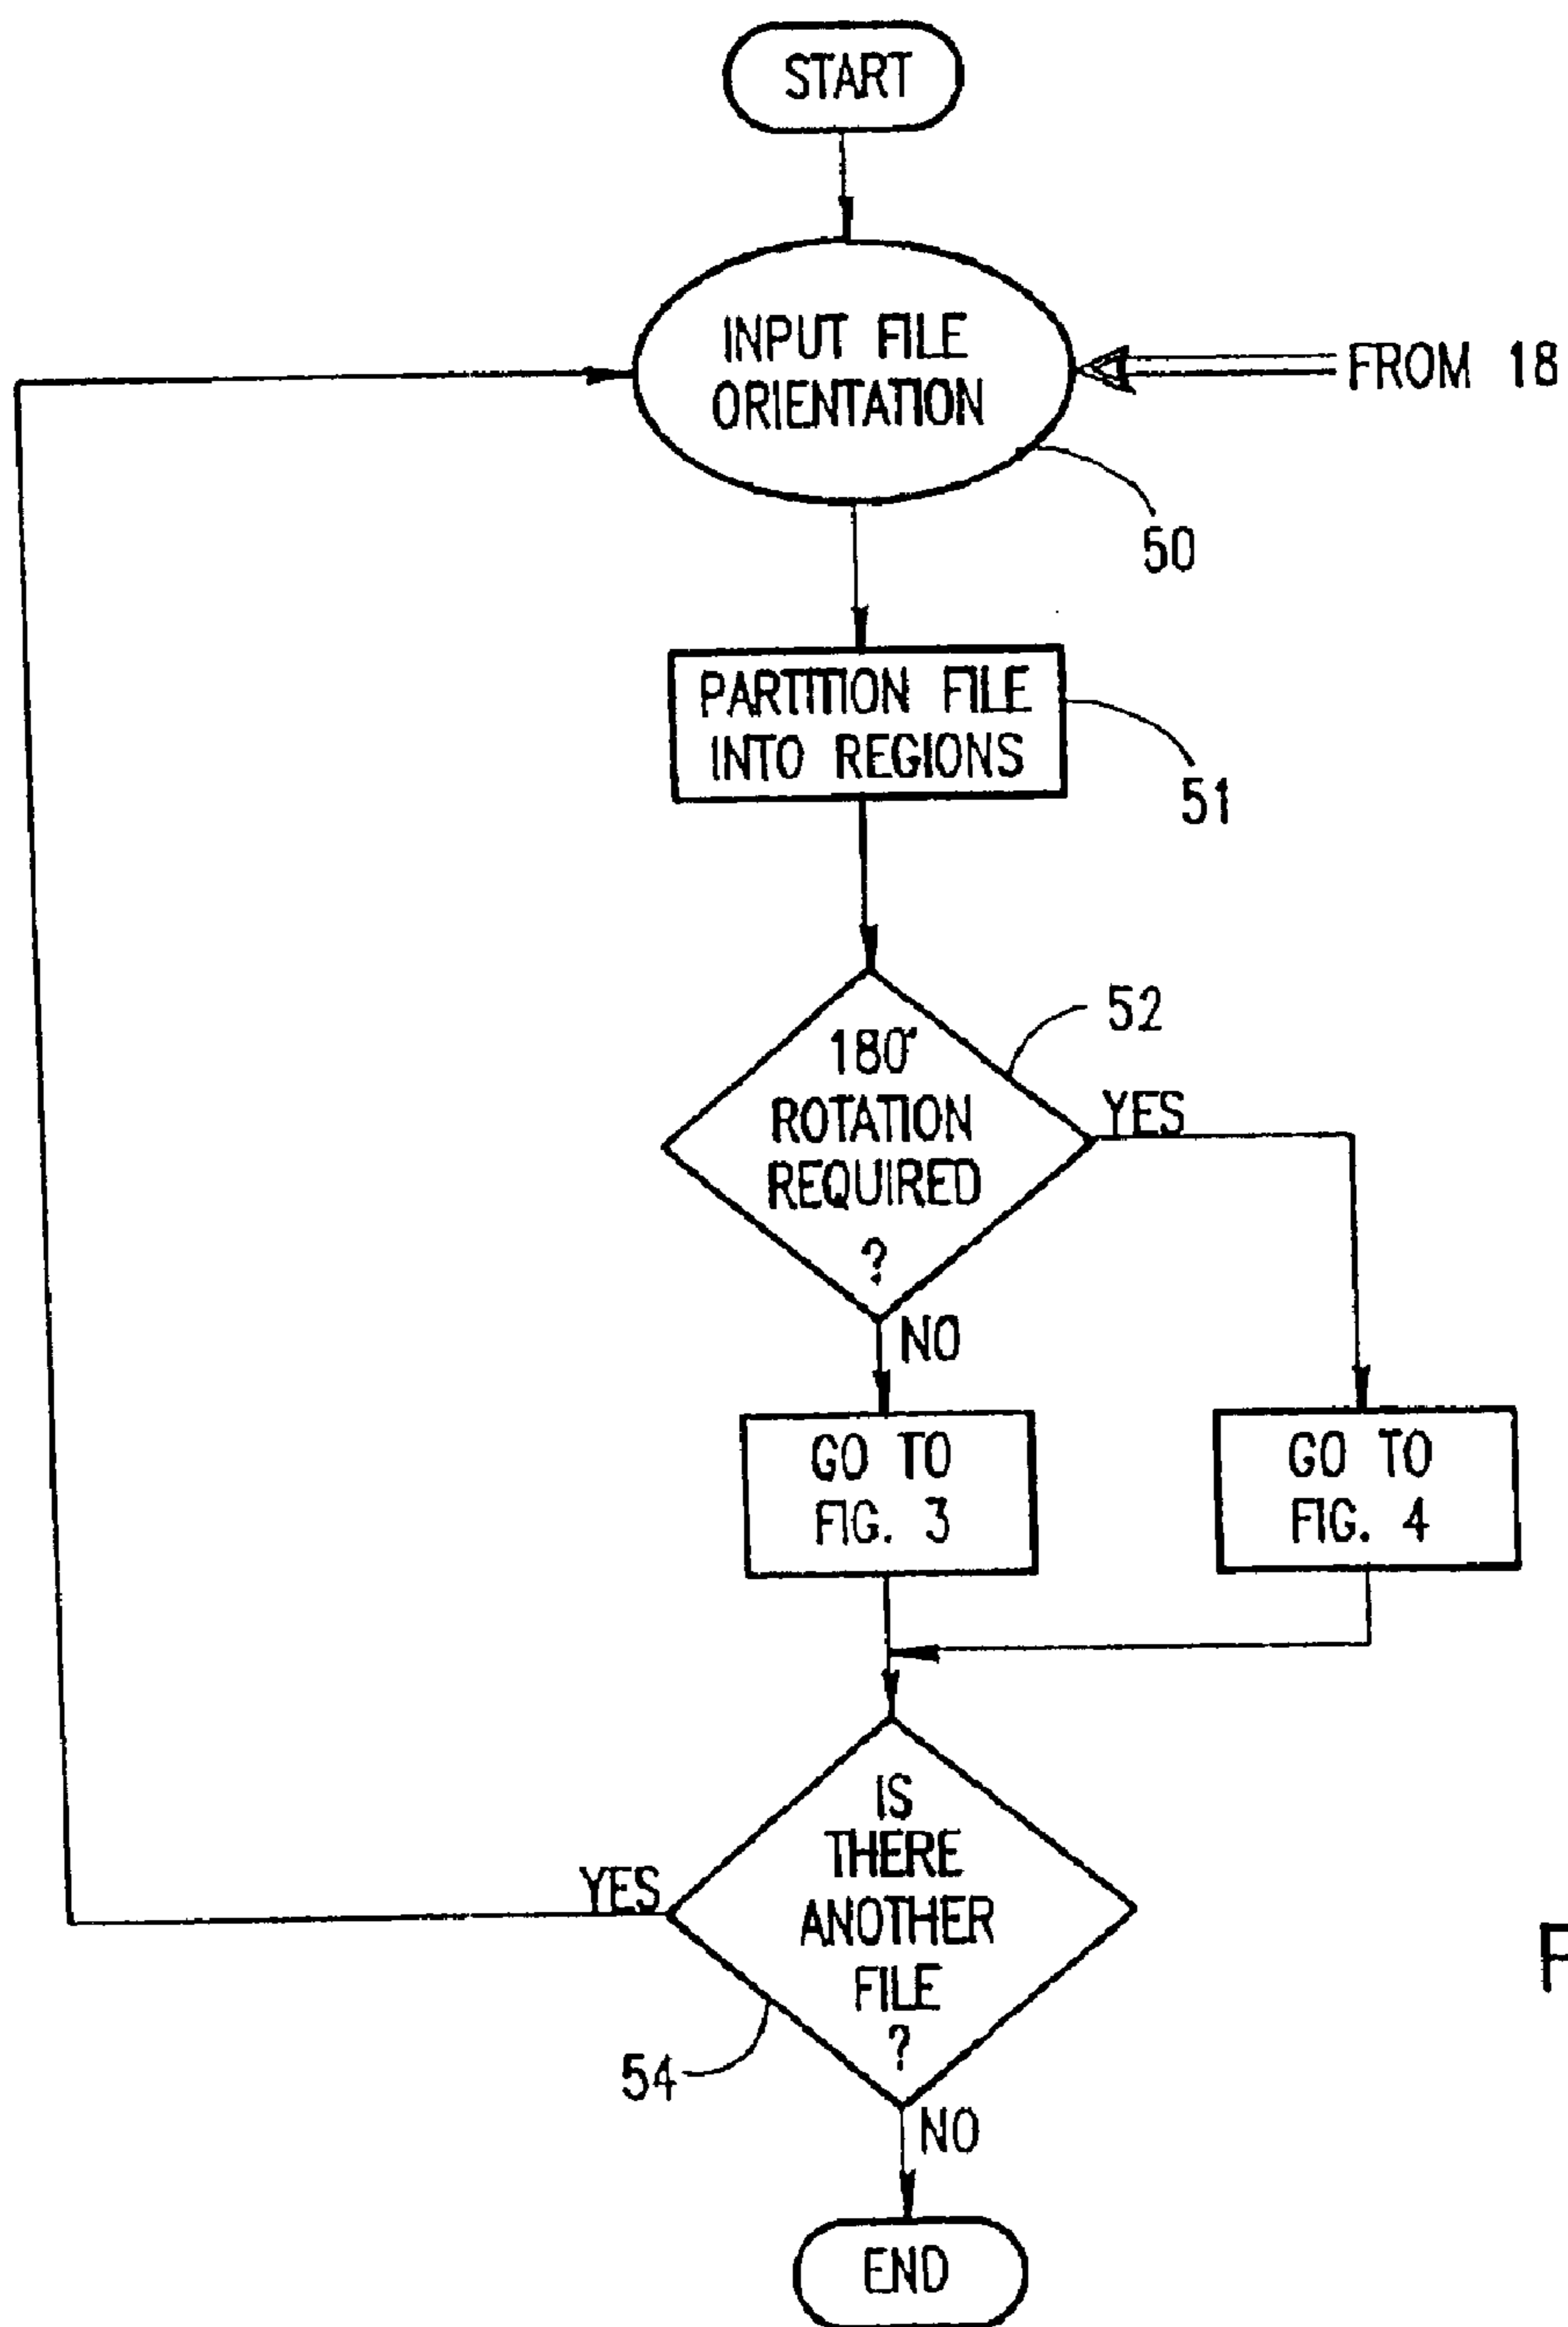 START
INPUT FILE
ORIENTATION
FROM 18
50
PARTITION FILE
INTO REGIONS
51
52
180°
ROTATION
REQUIRED
?
YES
NO
GO TO
FIG. 3
GO TO
FIG. 4
IS
THERE
ANOTHER
FILE
?
YES
54
NO
END